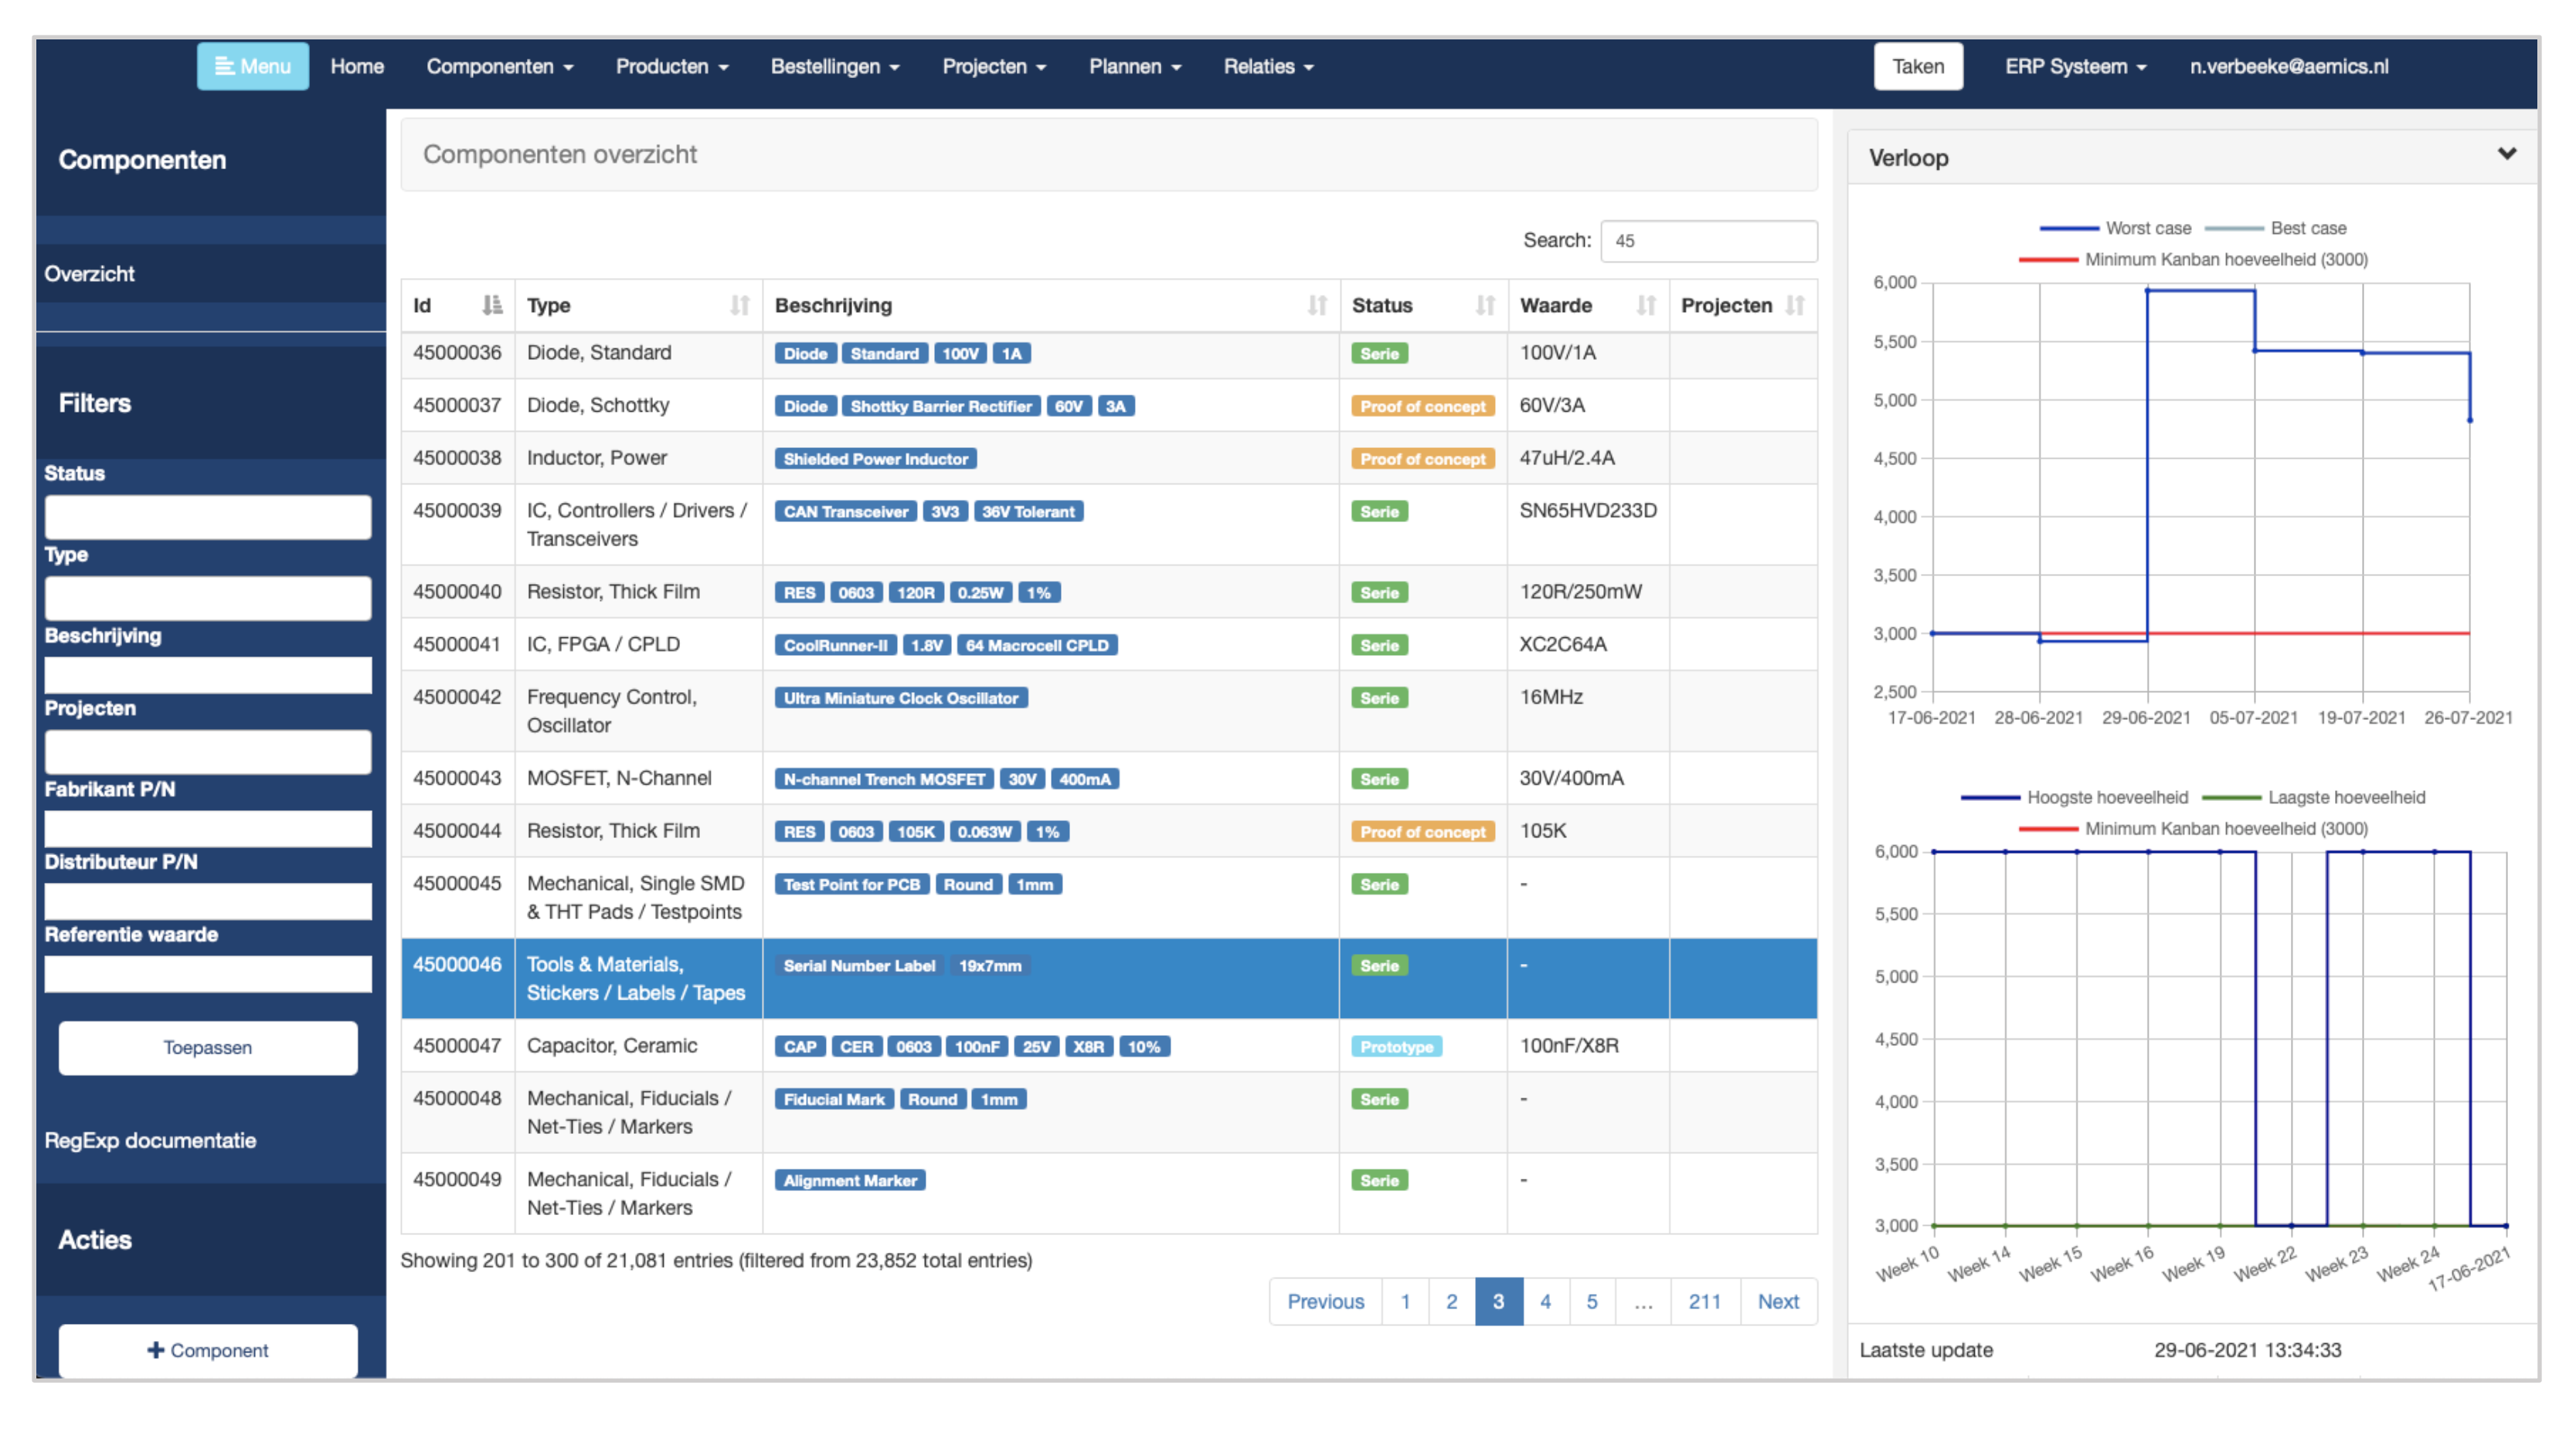 Menu Home Componenten Producten Bestellingen Projecten Plannen Relaties Taken ERP Systeem n.verbeeke@aemics.nl
Componenten
Overzicht
Filters
Status
Type
Beschrijving
Projecten
Fabrikant P/N
Distributeur P/N
Referentie waarde
Toepassen
RegExp documentatie
Acties
+ Component
Componenten overzicht
Search: 45
Id Type Beschrijving Status Waarde Projecten
45000036 Diode, Standard Diode Standard 100V 1A Serie 100V/1A
45000037 Diode, Schottky Diode Shottky Barrier Rectifier 60V 3A Proof of concept 60V/3A
45000038 Inductor, Power Shielded Power Inductor Proof of concept 47uH/2.4A
45000039 IC, Controllers / Drivers / CAN Transceiver 3V3 36V Tolerant Serie SN65HVD233D
Transceivers
45000040 Resistor, Thick Film RES 0603 120R 0.25W 1% Serie 120R/250mW
45000041 IC, FPGA / CPLD CoolRunner-II 1.8V 64 Macrocell CPLD Serie XC2C64A
45000042 Frequency Control, Ultra Miniature Clock Oscillator Serie 16MHz
Oscillator
45000043 MOSFET, N-Channel N-channel Trench MOSFET 30V 400mA Serie 30V/400mA
45000044 Resistor, Thick Film RES 0603 105K 0.063W 1% Proof of concept 105K
45000045 Mechanical, Single SMD Test Point for PCB Round 1mm Serie -
& THT Pads / Testpoints
45000046 Tools & Materials, Serial Number Label 19x7mm Serie -
Stickers / Labels / Tapes
45000047 Capacitor, Ceramic CAP CER 0603 100nF 25V X8R 10% Prototype 100nF/X8R
45000048 Mechanical, Fiducials / Fiducial Mark Round 1mm Serie -
Net-Ties / Markers
45000049 Mechanical, Fiducials / Alignment Marker Serie -
Net-Ties / Markers
Showing 201 to 300 of 21,081 entries (filtered from 23,852 total entries)
Previous 1 2 3 4 5 … 211 Next
Verloop
Worst case Best case
Minimum Kanban hoeveelheid (3000)
6,000
5,500
5,000
4,500
4,000
3,500
3,000
2,500
17-06-2021 28-06-2021 29-06-2021 05-07-2021 19-07-2021 26-07-2021
Hoogste hoeveelheid Laagste hoeveelheid
Minimum Kanban hoeveelheid (3000)
6,000
5,500
5,000
4,500
4,000
3,500
3,000
Week 10 Week 14 Week 15 Week 16 Week 19 Week 22 Week 23 Week 24 17-06-2021
Laatste update 29-06-2021 13:34:33